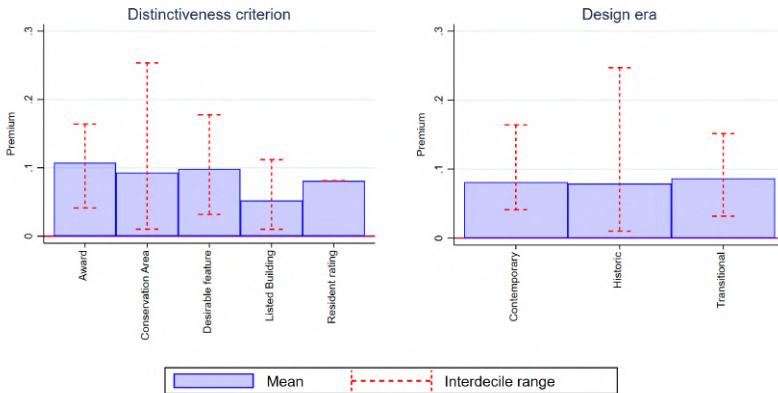 Distinctiveness criterion
Premium
.3
.2
.1
0
Award
Conservation Area
Desirable feature
Listed Building
Resident rating
Design era
Premium
.3
.2
.1
0
Contemporary
Historic
Transitional
Mean
Interdecile range